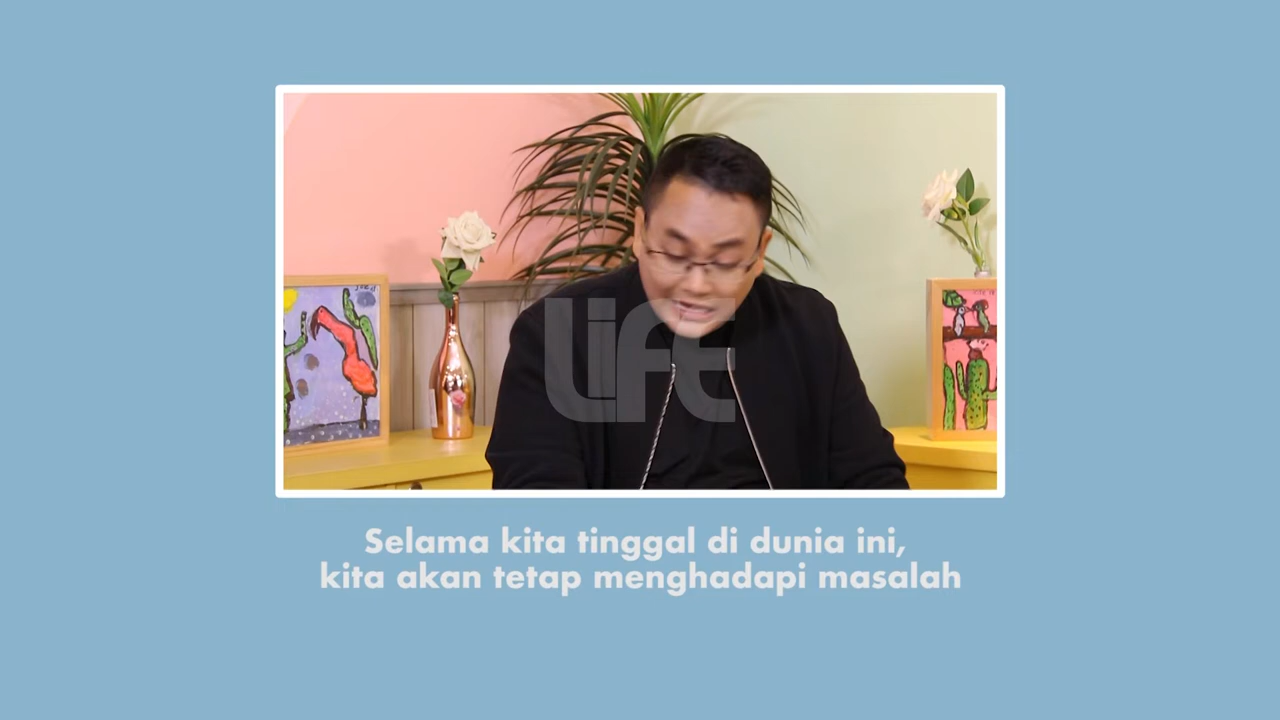 LiFE
Selama kita tinggal di dunia ini,
kita akan tetap menghadapi masalah